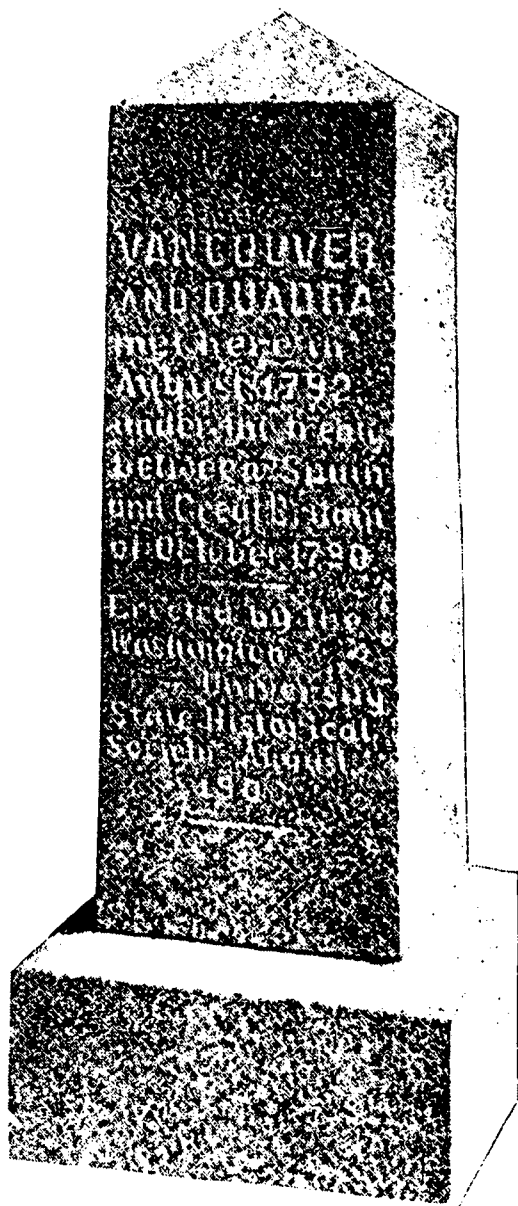 VANCOUVER
AND QUADRA
met here in
August 1792
under the treaty
between Spain
and Great Britain
of October 1790.
Erected by the
Washington
University
State Historical
Society August
190